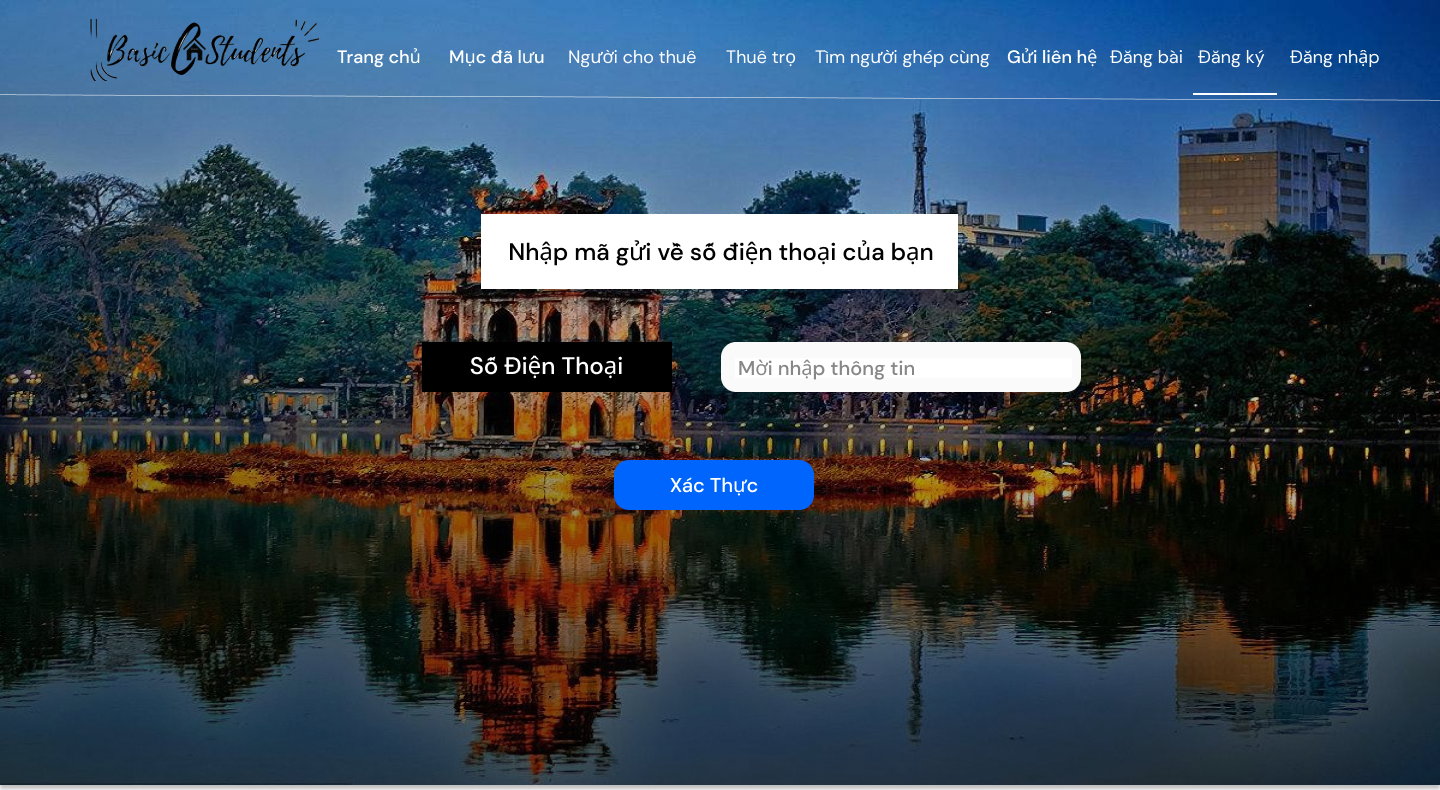 Basic Students
Trang chủ Mục đã lưu Người cho thuê Thuê trọ Tìm người ghép cùng Gửi liên hệ Đăng bài Đăng ký Đăng nhập
Nhập mã gửi về số điện thoại của bạn
Số Điện Thoại
Mời nhập thông tin
Xác Thực